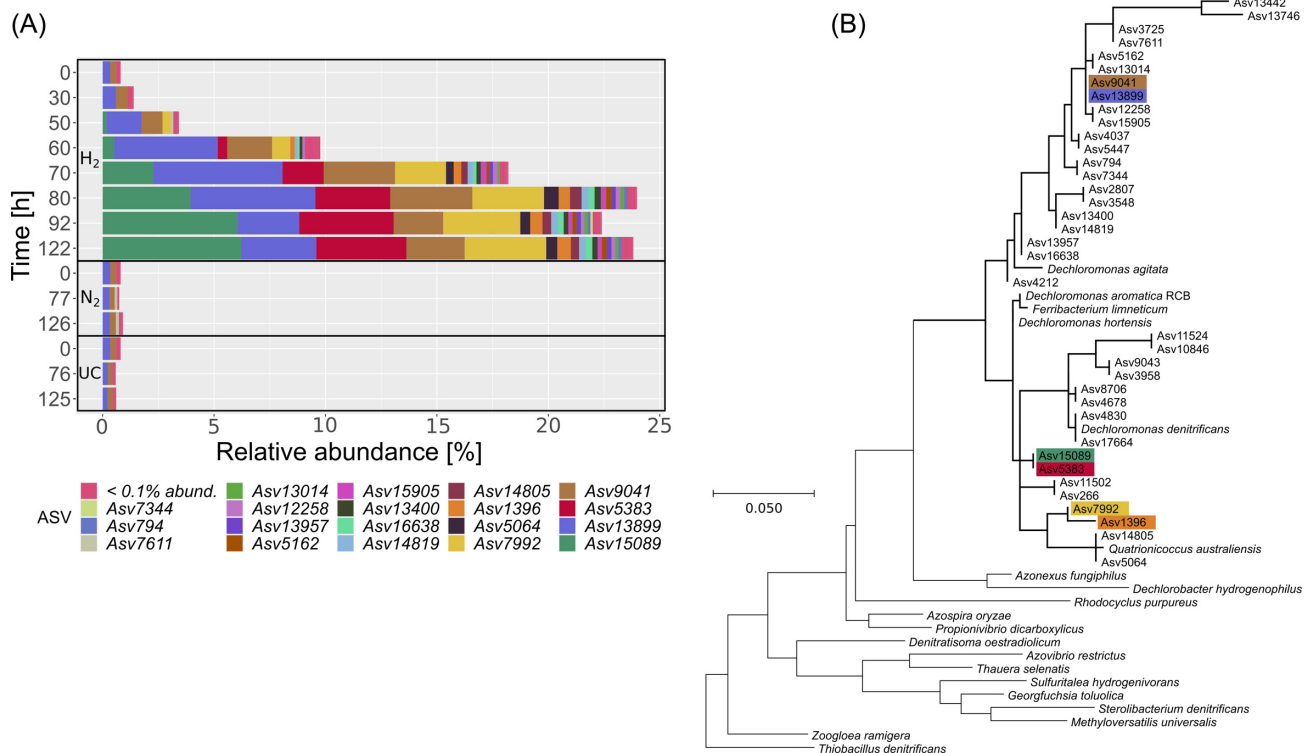 (A)
Time [h]
0
30
50
60
70
80
92
122
H2
0
77
126
N2
0
76
125
UC
0
5
10
15
20
25
Relative abundance [%]
ASV
< 0.1% abund.
Asv7344
Asv794
Asv7611
Asv13014
Asv12258
Asv13957
Asv5162
Asv15905
Asv13400
Asv16638
Asv14819
Asv14805
Asv1396
Asv5064
Asv7992
Asv9041
Asv5383
Asv13899
Asv15089
(B)
Asv13442
Asv13746
Asv3725
Asv7611
Asv5162
Asv13014
Asv9041
Asv13899
Asv12258
Asv15905
Asv4037
Asv5447
Asv794
Asv7344
Asv2807
Asv3548
Asv13400
Asv14819
Asv13957
Asv16638
Dechloromonas agitata
Asv4212
Dechloromonas aromatica RCB
Ferribacterium limneticum
Dechloromonas hortensis
Asv11524
Asv10846
Asv9043
Asv3958
Asv8706
Asv4678
Asv4830
Dechloromonas denitrificans
Asv17664
Asv15089
Asv5383
Asv11502
Asv266
Asv7992
Asv1396
Asv14805
Quatrionicoccus australiensis
Asv5064
Azonexus fungiphilus
Dechlorobacter hydrogenophilus
Rhodocyclus purpureus
Azospira oryzae
Propionivibrio dicarboxylicus
Denitratisoma oestradiolicum
Azovibrio restrictus
Thauera selenatis
Sulfuritalea hydrogenivorans
Georgfuchsia toluolica
Sterolibacterium denitrificans
Methyloversatilis universalis
Zoogloea ramigera
Thiobacillus denitrificans
0.050